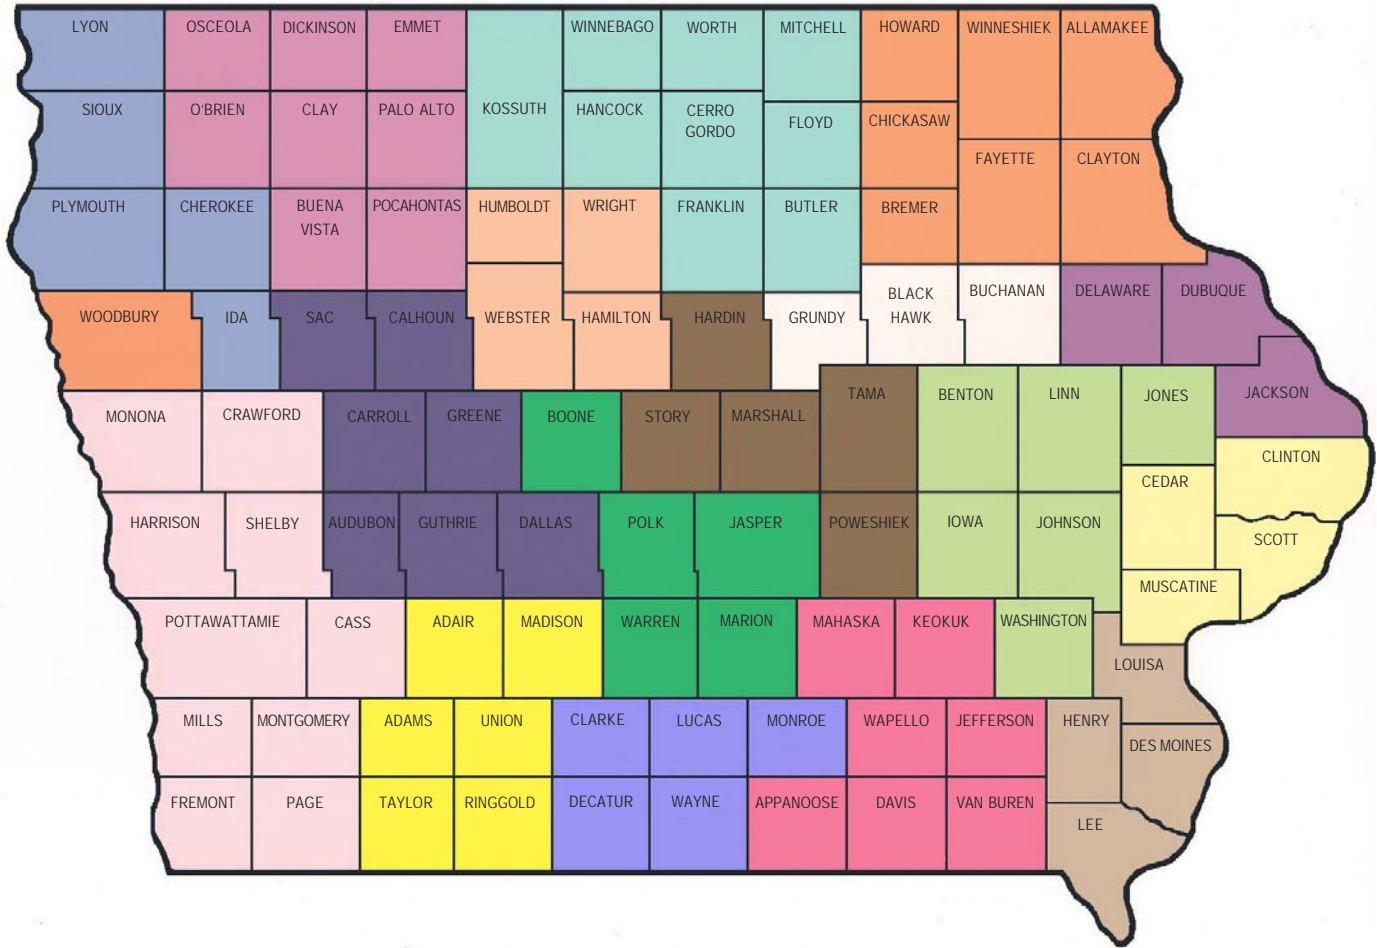 LYON
OSCEOLA
DICKINSON
EMMET
KOSSUTH
WINNEBAGO
WORTH
MITCHELL
HOWARD
WINNESHIEK
ALLAMAKEE
SIOUX
O'BRIEN
CLAY
PALO ALTO
HANCOCK
CERRO
GORDO
FLOYD
CHICKASAW
FAYETTE
CLAYTON
PLYMOUTH
CHEROKEE
BUENA
VISTA
POCAHONTAS
HUMBOLDT
WRIGHT
FRANKLIN
BUTLER
BREMER
WOODBURY
IDA
SAC
CALHOUN
WEBSTER
HAMILTON
HARDIN
GRUNDY
BLACK
HAWK
BUCHANAN
DELAWARE
DUBUQUE
MONONA
CRAWFORD
CARROLL
GREENE
BOONE
STORY
MARSHALL
TAMA
BENTON
LINN
JONES
JACKSON
CLINTON
CEDAR
HARRISON
SHELBY
AUDUBON
GUTHRIE
DALLAS
POLK
JASPER
POWESHIEK
IOWA
JOHNSON
SCOTT
MUSCATINE
POTTAWATTAMIE
CASS
ADAIR
MADISON
WARREN
MARION
MAHASKA
KEOKUK
WASHINGTON
LOUISA
MILLS
MONTGOMERY
ADAMS
UNION
CLARKE
LUCAS
MONROE
WAPELLO
JEFFERSON
HENRY
DES MOINES
FREMONT
PAGE
TAYLOR
RINGGOLD
DECATUR
WAYNE
APPANOOSE
DAVIS
VAN BUREN
LEE